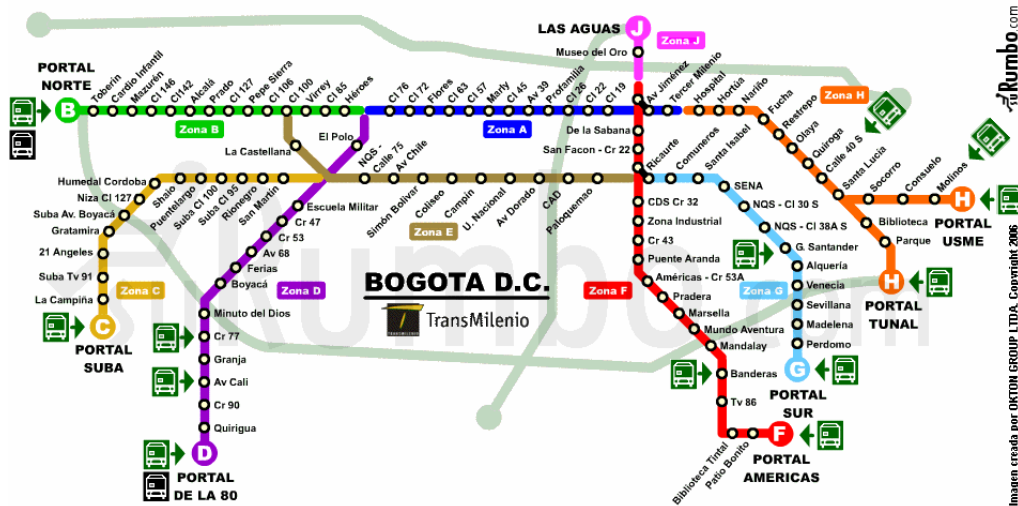 LAS AGUAS
J
Museo del Oro
Zona J
PORTAL
NORTE
B
Toberin
Cardio Infantil
Mazurén
Cl 146
Cl142
Alcalá
Prado
Cl 127
Pepe Sierra
Cl 106
Cl 100
Virrey
Cl 85
Héroes
Cl 76
Cl 72
Flores
Cl 63
Cl 57
Marly
Cl 45
Av 39
Profamilia
Cl 26
Cl 22
Cl 19
Av Jiménez
Tercer Milenio
Hospital
Hortúa
Nariño
Fucha
Restrepo
Olaya
Quiroga
Calle 40 S
Santa Lucia
Socorro
Consuelo
Molinos
Zona H
Zona B
Zona A
El Polo
La Castellana
NQS -
Calle 75
Av Chile
De la Sabana
San Facon - Cr 22
Ricaurte
Comuneros
Santa Isabel
SENA
NQS - Cl 30 S
NQS - Cl 38A S
G. Santander
Alquería
Venecia
Sevillana
Madelena
Perdomo
G
PORTAL
SUR
Zona G
H
PORTAL
USME
Biblioteca
Parque
H
PORTAL
TUNAL
Humedal Cordoba
Niza Cl 127
Suba Av. Boyacá
Gratamira
21 Angeles
Suba Tv 91
La Campiña
C
PORTAL
SUBA
Zona C
Shaio
Puentelargo
Suba Cl 100
Suba Cl 95
Rionegro
San Martín
Escuela Militar
Cr 47
Cr 53
Av 68
Ferias
Boyacá
Minuto del Dios
Cr 77
Granja
Av Cali
Cr 90
Quirigua
D
PORTAL
DE LA 80
Zona D
Simón Bolivar
Coliseo
Campín
U. Nacional
Av Dorado
CAD
Paloquemao
Zona E
CDS Cr 32
Zona Industrial
Cr 43
Puente Aranda
Américas - Cr 53A
Pradera
Marsella
Mundo Aventura
Mandalay
Banderas
Tv 86
Biblioteca Tintal
Patio Bonito
F
PORTAL
AMERICAS
Zona F
BOGOTA D.C.
TRANSMILENIO
TransMilenio
Rumbo.com
Rumbo.com
Imagen creada por OKTON GROUP LTDA. Copyright 2006